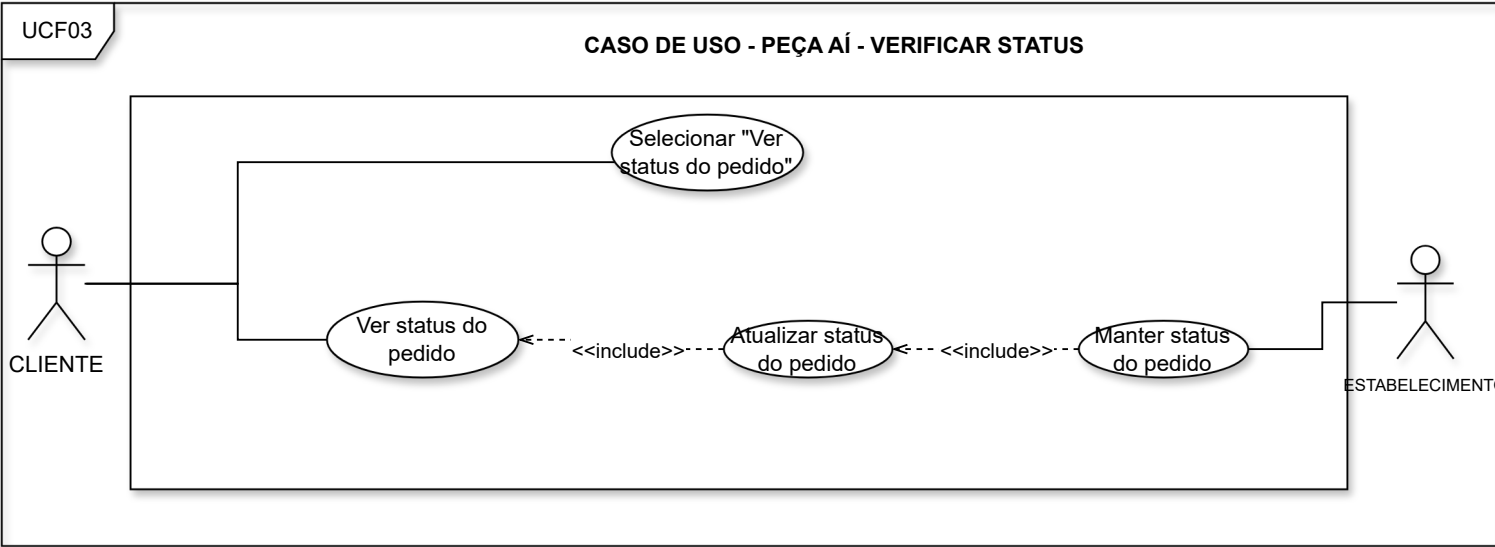 UCF03
CASO DE USO - PEÇA AÍ - VERIFICAR STATUS
Selecionar "Ver
status do pedido"
CLIENTE
Ver status do
pedido
<<include>>
Atualizar status
do pedido
<<include>>
Manter status
do pedido
ESTABELECIMENTO